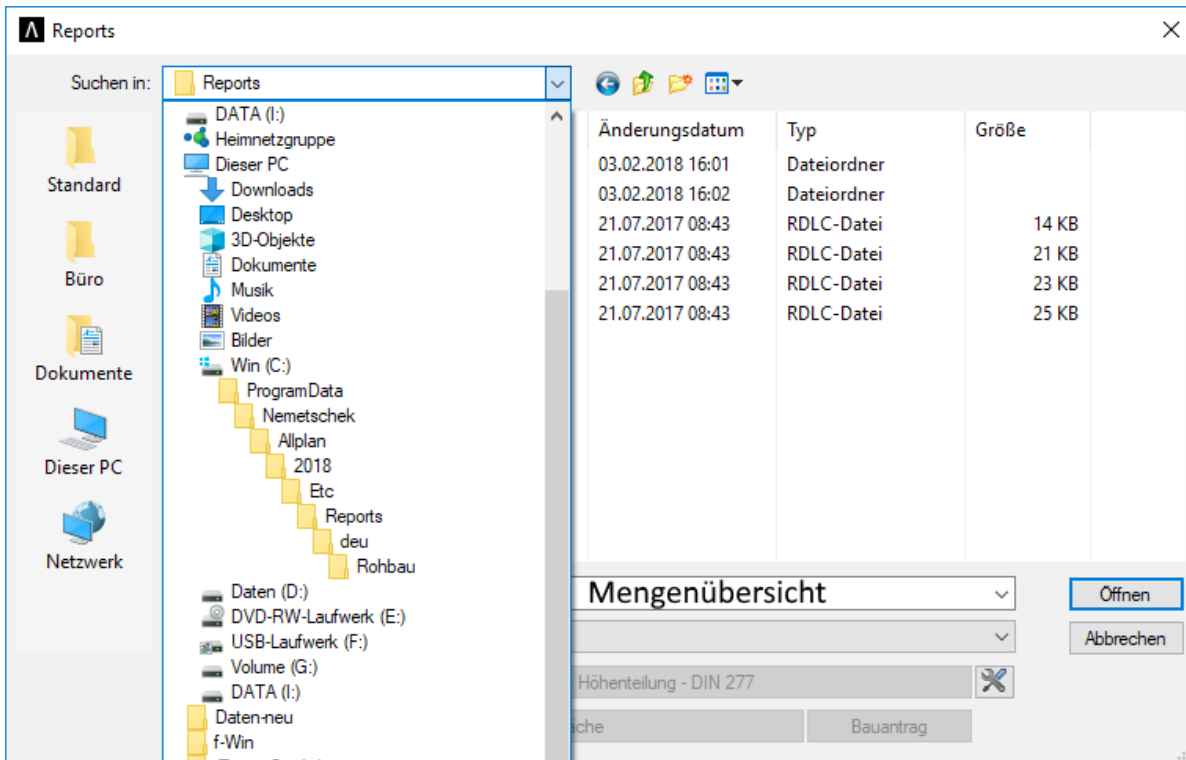 Reports
Suchen in:
Reports
DATA (I:)
Heimnetzgruppe
Dieser PC
Downloads
Desktop
3D-Objekte
Dokumente
Musik
Videos
Bilder
Win (C:)
ProgramData
Nemetschek
Allplan
2018
Etc
Reports
deu
Rohbau
Daten (D:)
DVD-RW-Laufwerk (E:)
USB-Laufwerk (F:)
Volume (G:)
DATA (I:)
Daten-neu
f-Win
Standard
Büro
Dokumente
Dieser PC
Netzwerk
Änderungsdatum Typ Größe
03.02.2018 16:01 Dateiordner
03.02.2018 16:02 Dateiordner
21.07.2017 08:43 RDLC-Datei 14 KB
21.07.2017 08:43 RDLC-Datei 21 KB
21.07.2017 08:43 RDLC-Datei 23 KB
21.07.2017 08:43 RDLC-Datei 25 KB
Mengenübersicht Öffnen
Abbrechen
Höhenteilung - DIN 277
Bauantrag